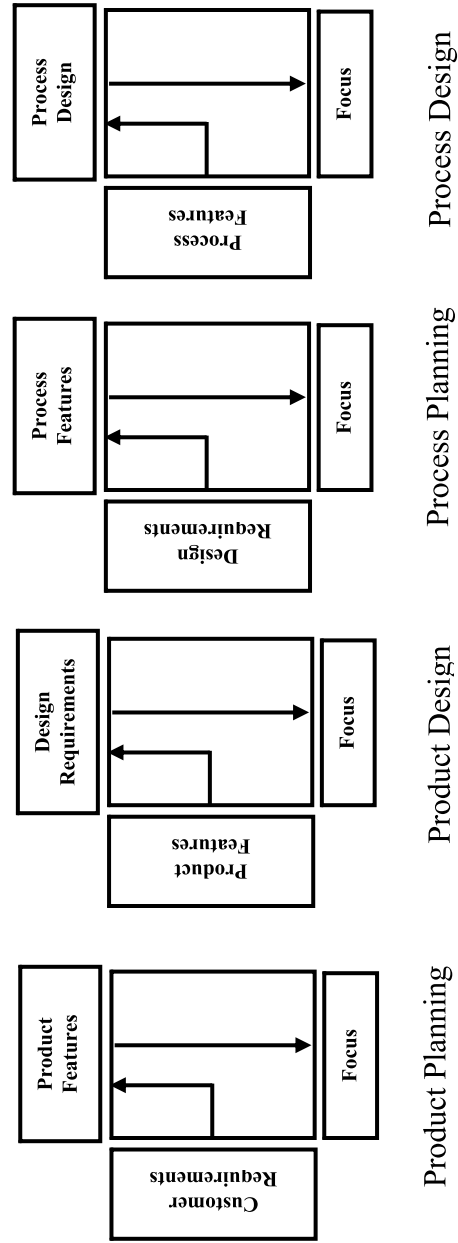 Product
Features
Customer
Requirements
Focus
Product Planning
Design
Requirements
Product
Features
Focus
Product Design
Process
Features
Design
Requirements
Focus
Process Planning
Process
Design
Process
Features
Focus
Process Design